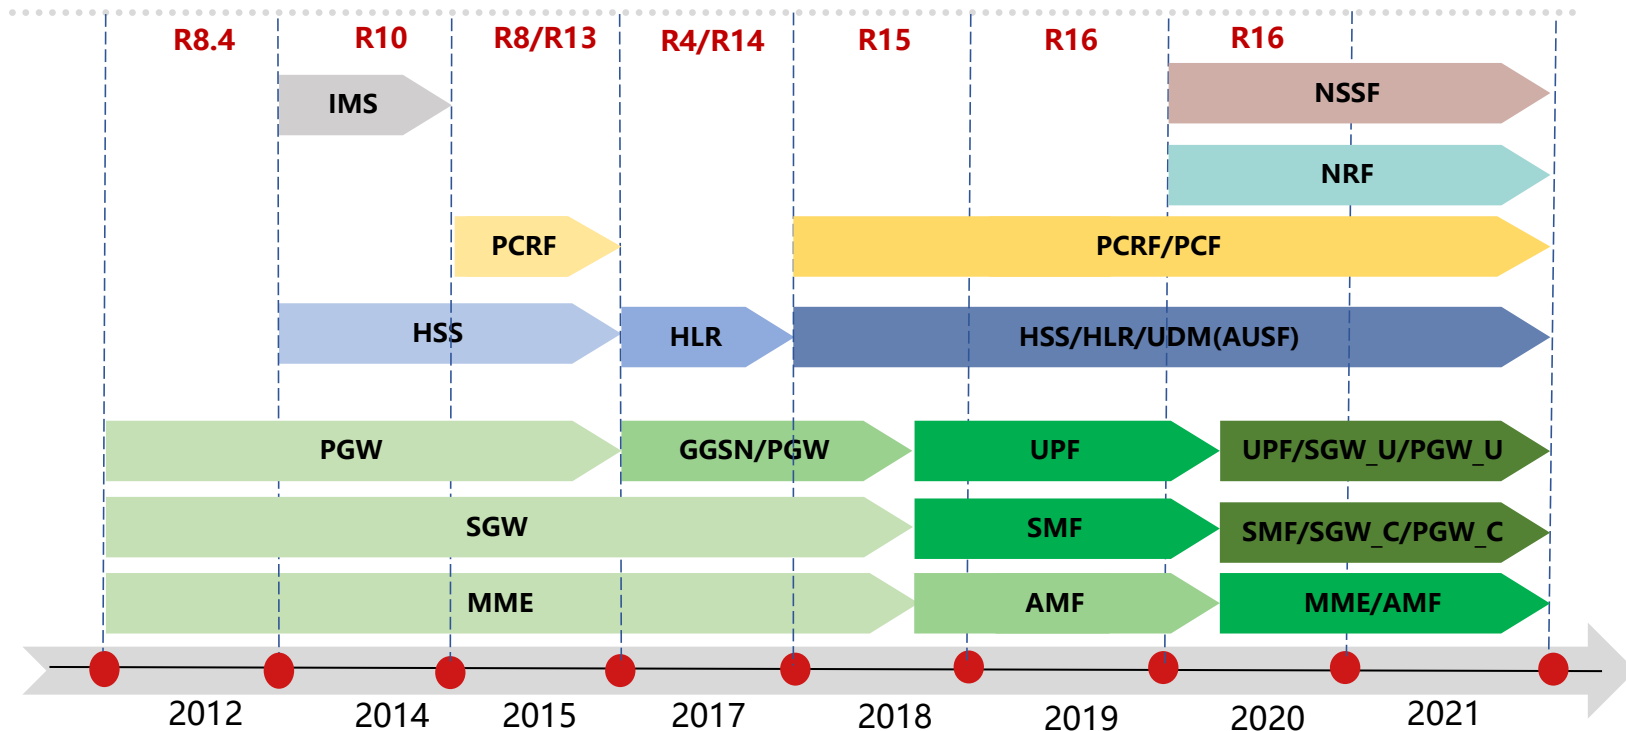 R8.4
R10
R8/R13
R4/R14
R15
R16
R16
IMS
NSSF
NRF
PCRF
PCRF/PCF
HSS
HLR
HSS/HLR/UDM(AUSF)
PGW
GGSN/PGW
UPF
UPF/SGW_U/PGW_U
SGW
SMF
SMF/SGW_C/PGW_C
MME
AMF
MME/AMF
2012
2014
2015
2017
2018
2019
2020
2021